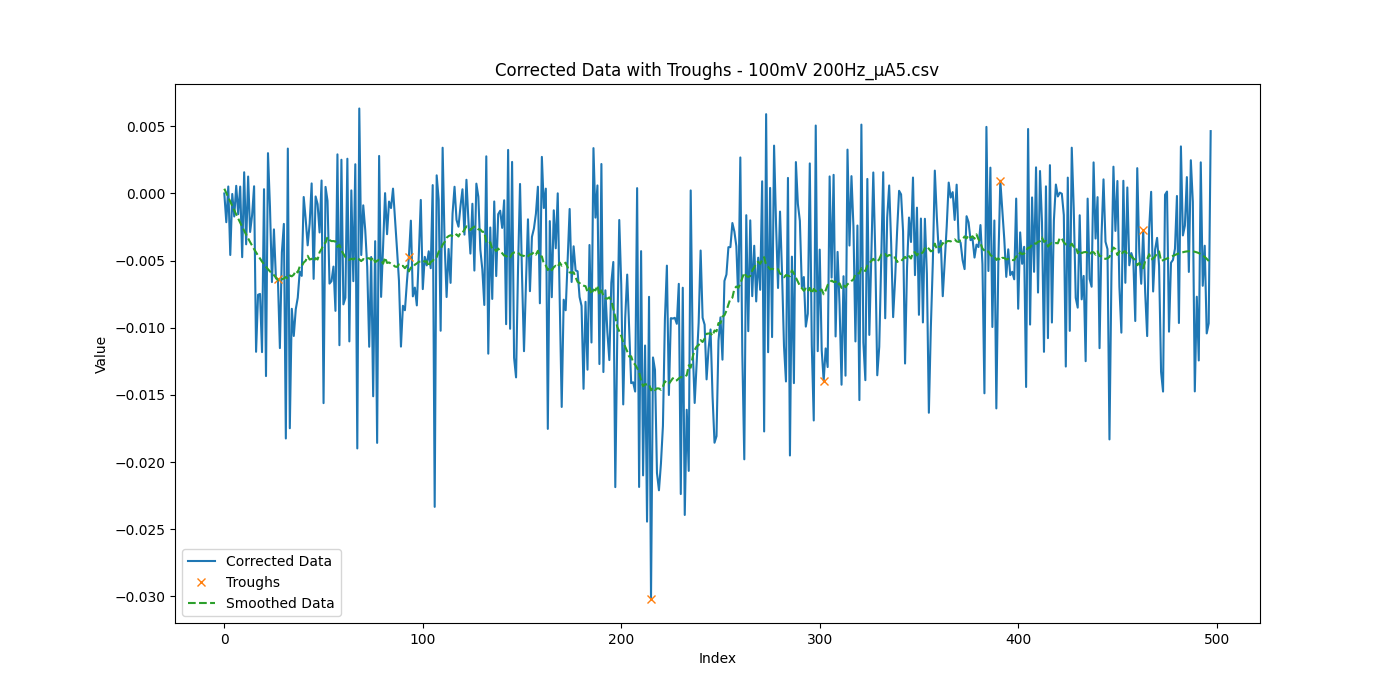 Corrected Data with Troughs - 100mV 200Hz_μA5.csv
0.005
0.000
−0.005
−0.010
−0.015
−0.020
−0.025
−0.030
Value
Corrected Data
Troughs
Smoothed Data
0 100 200 300 400 500
Index